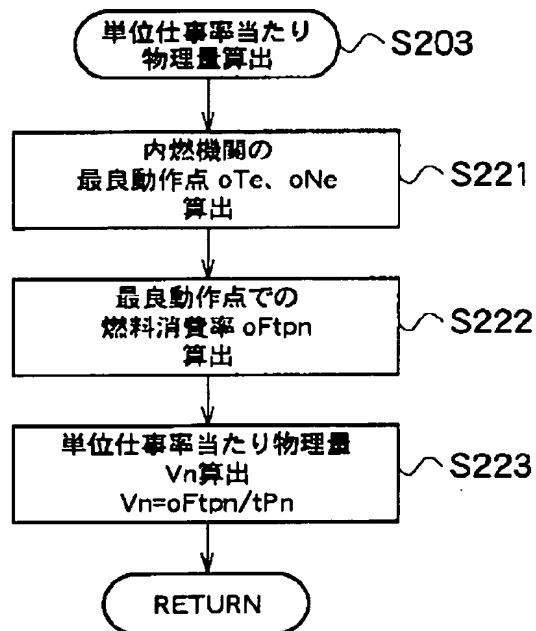 単位仕事率当たり
物理量算出
S203
内燃機関の
最良動作点 oTe、oNe
算出
S221
最良動作点での
燃料消費率 oFtpn
算出
S222
単位仕事率当たり物理量
Vn算出
Vn=oFtpn/tPn
S223
RETURN